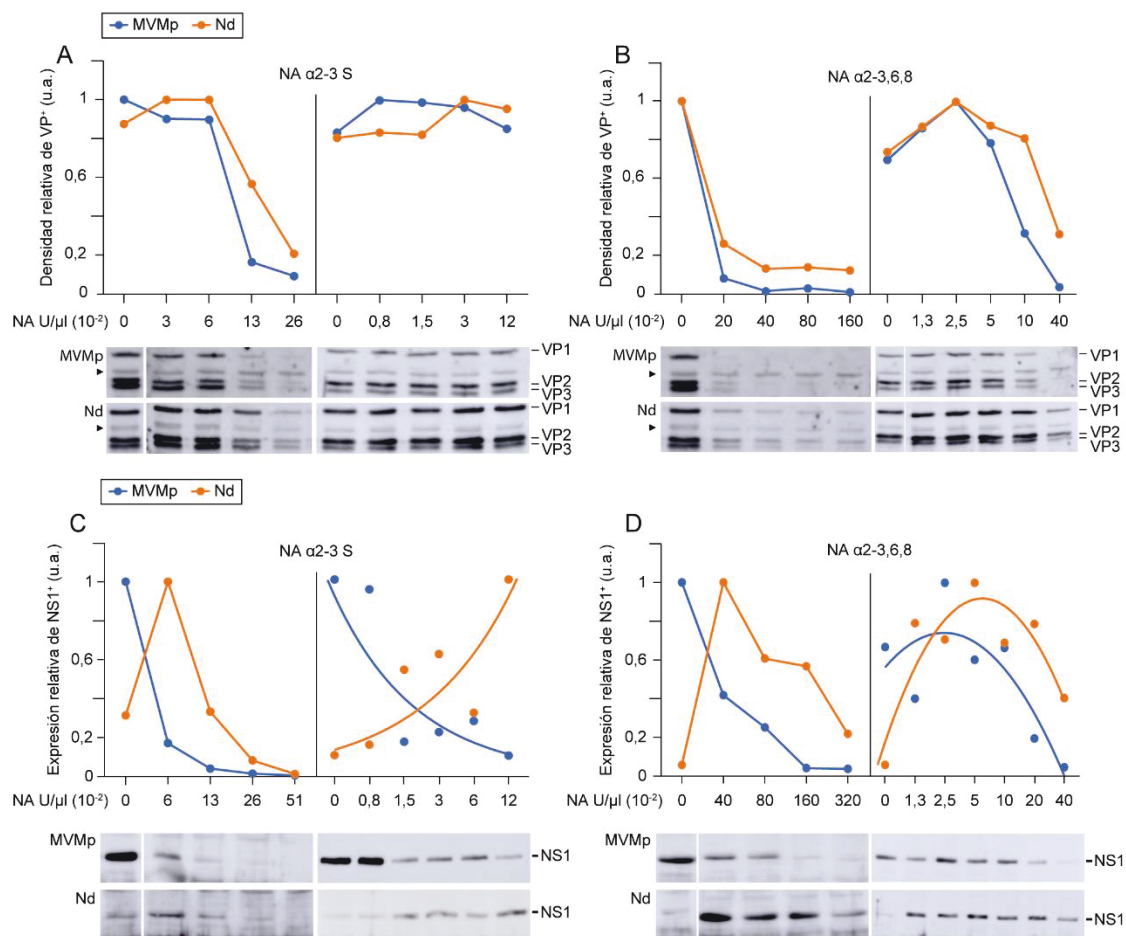 MVMp Nd
A
B
NA α2-3 S
NA α2-3,6,8
Densidad relativa de VP⁺ (u.a.)
1
0,6
0,2
0
Densidad relativa de VP⁺ (u.a.)
1
0,6
0,2
0
NA U/µl (10⁻²) 0 3 6 13 26 0 0,8 1,5 3 12
NA U/µl (10⁻²) 0 20 40 80 160 0 1,3 2,5 5 10 40
MVMp
VP1
VP2
VP3
Nd
VP1
VP2
VP3
MVMp
VP1
VP2
VP3
Nd
VP1
VP2
VP3
MVMp Nd
C
D
NA α2-3 S
NA α2-3,6,8
Expresión relativa de NS1⁺ (u.a.)
1
0,6
0,2
0
Expresión relativa de NS1⁺ (u.a.)
1
0,6
0,2
0
NA U/µl (10⁻²) 0 6 13 26 51 0 0,8 1,5 3 6 12
NA U/µl (10⁻²) 0 40 80 160 320 0 1,3 2,5 5 10 20 40
MVMp
NS1
Nd
NS1
MVMp
NS1
Nd
NS1